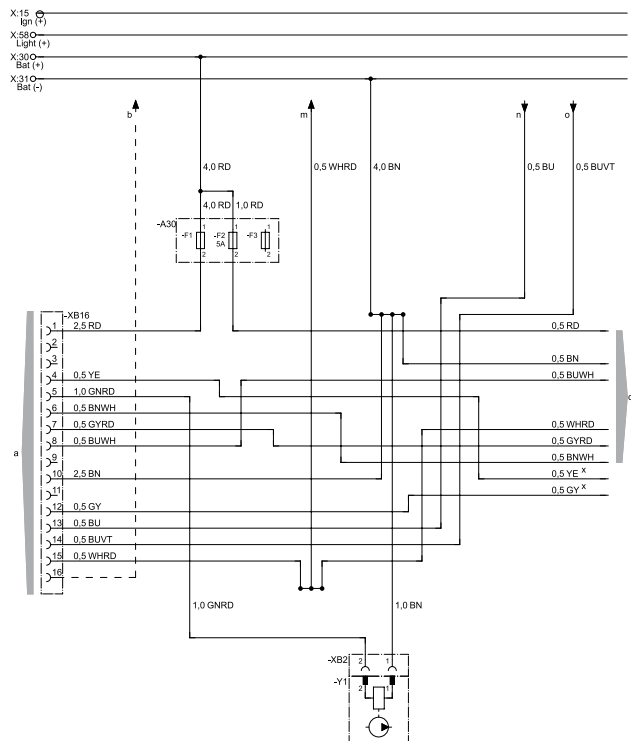 X:15
Ign (+)
X:58
Light (+)
X:30
Bat (+)
X:31
Bat (-)
b
m
n
o
4,0 RD
0,5 WHRD
4,0 BN
0,5 BU
0,5 BUVT
4,0 RD
1,0 RD
-A30
-F1
1
2
-F2
5A
1
2
-F3
1
2
-XB16
1
2,5 RD
0,5 RD
2
3
0,5 BN
4
0,5 YE
0,5 BUWH
5
1,0 GNRD
6
0,5 BNWH
7
0,5 GYRD
0,5 WHRD
8
0,5 BUWH
0,5 GYRD
9
0,5 BNWH
10
2,5 BN
0,5 YE X
11
0,5 GY X
12
0,5 GY
13
0,5 BU
14
0,5 BUVT
15
0,5 WHRD
16
a
1,0 GNRD
1,0 BN
-XB2
2
1
-Y1
2
1